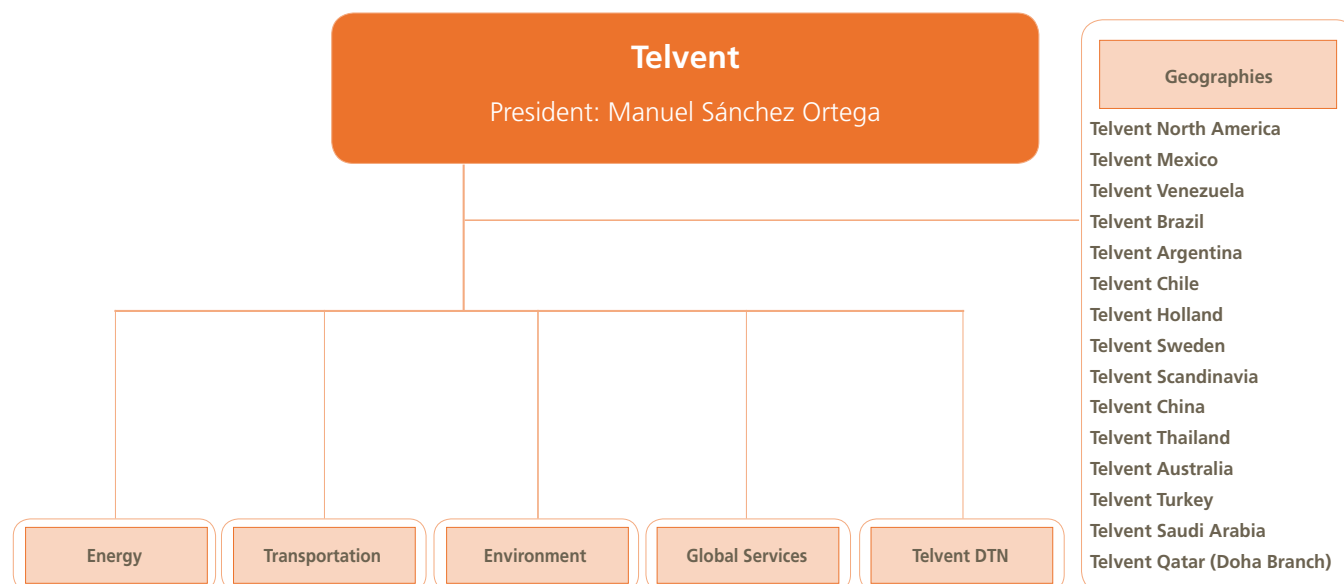 Telvent
President: Manuel Sánchez Ortega
Geographies
Telvent North America
Telvent Mexico
Telvent Venezuela
Telvent Brazil
Telvent Argentina
Telvent Chile
Telvent Holland
Telvent Sweden
Telvent Scandinavia
Telvent China
Telvent Thailand
Telvent Australia
Telvent Turkey
Telvent Saudi Arabia
Telvent Qatar (Doha Branch)
Energy
Transportation
Environment
Global Services
Telvent DTN